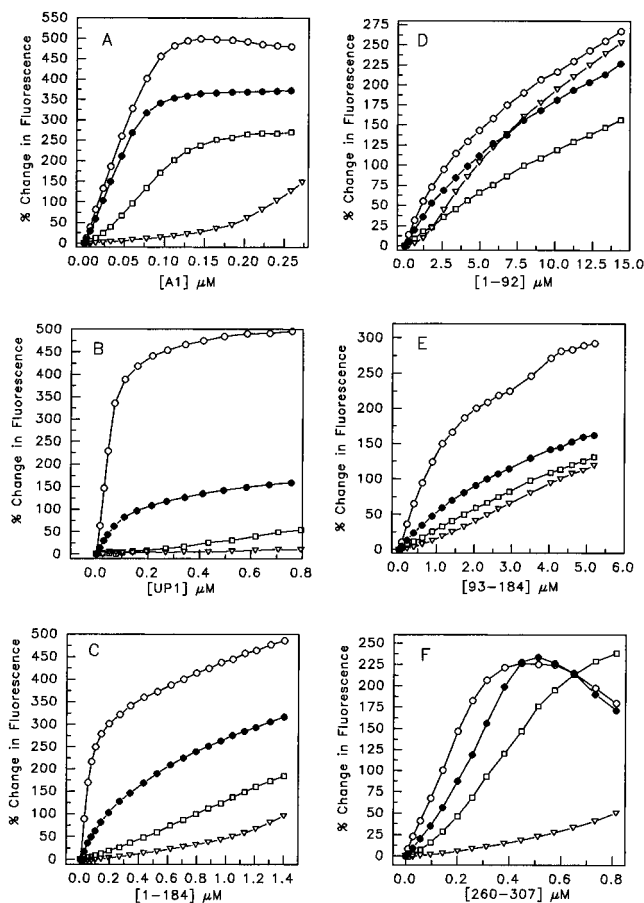 A
% Change in Fluorescence
550
500
450
400
350
300
250
200
150
100
50
0
0.00 0.05 0.10 0.15 0.20 0.25
[A1] μM
D
% Change in Fluorescence
275
250
225
200
175
150
125
100
75
50
25
0
0.0 2.5 5.0 7.5 10.0 12.5 15.0
[1-92] μM
B
% Change in Fluorescence
500
450
400
350
300
250
200
150
100
50
0
0.0 0.2 0.4 0.6 0.8
[UP1] μM
E
% Change in Fluorescence
300
250
200
150
100
50
0
0.0 1.0 2.0 3.0 4.0 5.0 6.0
[93-184] μM
C
% Change in Fluorescence
500
450
400
350
300
250
200
150
100
50
0
0.0 0.2 0.4 0.6 0.8 1.0 1.2 1.4
[1-184] μM
F
% Change in Fluorescence
250
225
200
175
150
125
100
75
50
25
0
0.0 0.2 0.4 0.6 0.8
[260-307] μM